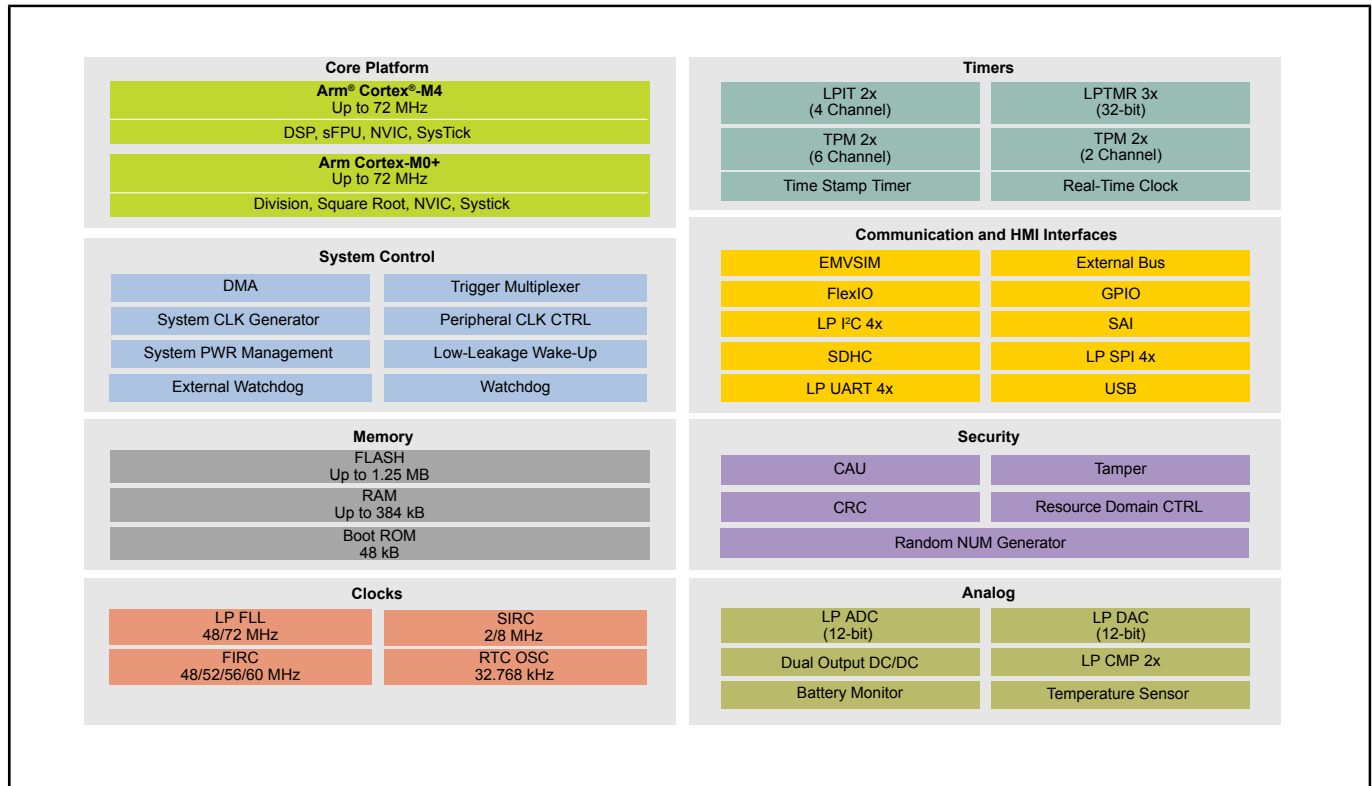 Core Platform
Arm® Cortex®-M4
Up to 72 MHz
DSP, sFPU, NVIC, SysTick
Arm Cortex-M0+
Up to 72 MHz
Division, Square Root, NVIC, Systick
System Control
DMA
Trigger Multiplexer
System CLK Generator
Peripheral CLK CTRL
System PWR Management
Low-Leakage Wake-Up
External Watchdog
Watchdog
Memory
FLASH
Up to 1.25 MB
RAM
Up to 384 kB
Boot ROM
48 kB
Clocks
LP FLL
48/72 MHz
SIRC
2/8 MHz
FIRC
48/52/56/60 MHz
RTC OSC
32.768 kHz
Timers
LPIT 2x
(4 Channel)
LPTMR 3x
(32-bit)
TPM 2x
(6 Channel)
TPM 2x
(2 Channel)
Time Stamp Timer
Real-Time Clock
Communication and HMI Interfaces
EMVSIM
External Bus
FlexIO
GPIO
LP I²C 4x
SAI
SDHC
LP SPI 4x
LP UART 4x
USB
Security
CAU
Tamper
CRC
Resource Domain CTRL
Random NUM Generator
Analog
LP ADC
(12-bit)
LP DAC
(12-bit)
Dual Output DC/DC
LP CMP 2x
Battery Monitor
Temperature Sensor